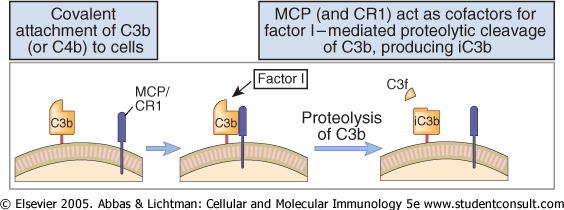 Covalent
attachment of C3b
(or C4b) to cells
MCP (and CR1) act as cofactors for
factor I–mediated proteolytic cleavage
of C3b, producing iC3b
C3b
MCP/
CR1
Factor I
C3b
Proteolysis
of C3b
C3f
iC3b
© Elsevier 2005. Abbas & Lichtman: Cellular and Molecular Immunology 5e www.studentconsult.com